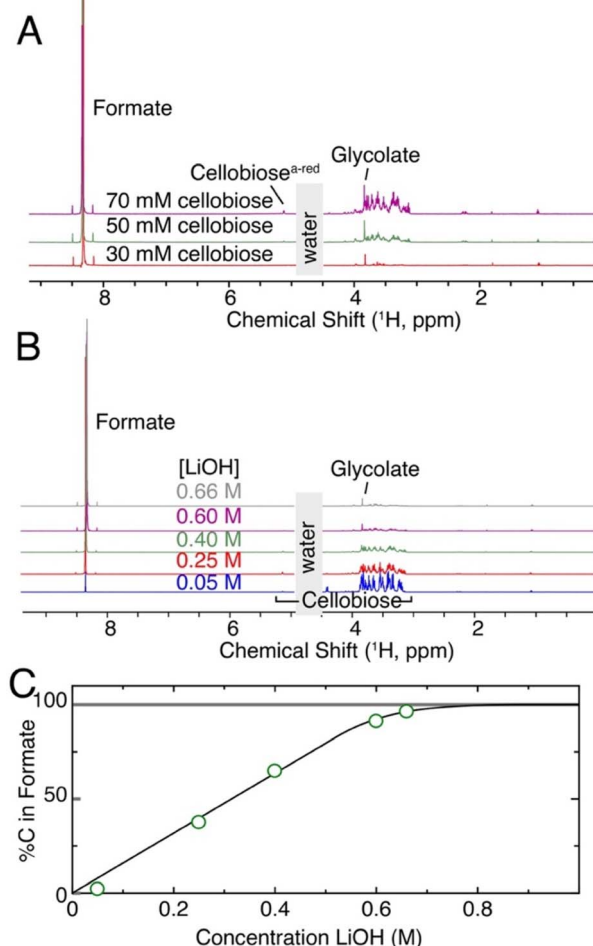 A
Formate
Glycolate
Cellobiose^a-red
70 mM cellobiose
50 mM cellobiose
30 mM cellobiose
water
8 6 4 2
Chemical Shift (¹H, ppm)
B
Formate
[LiOH]
Glycolate
0.66 M
0.60 M
0.40 M
0.25 M
0.05 M
water
Cellobiose
8 6 4 2
Chemical Shift (¹H, ppm)
C
100
50
0
%C in Formate
0 0.2 0.4 0.6 0.8
Concentration LiOH (M)